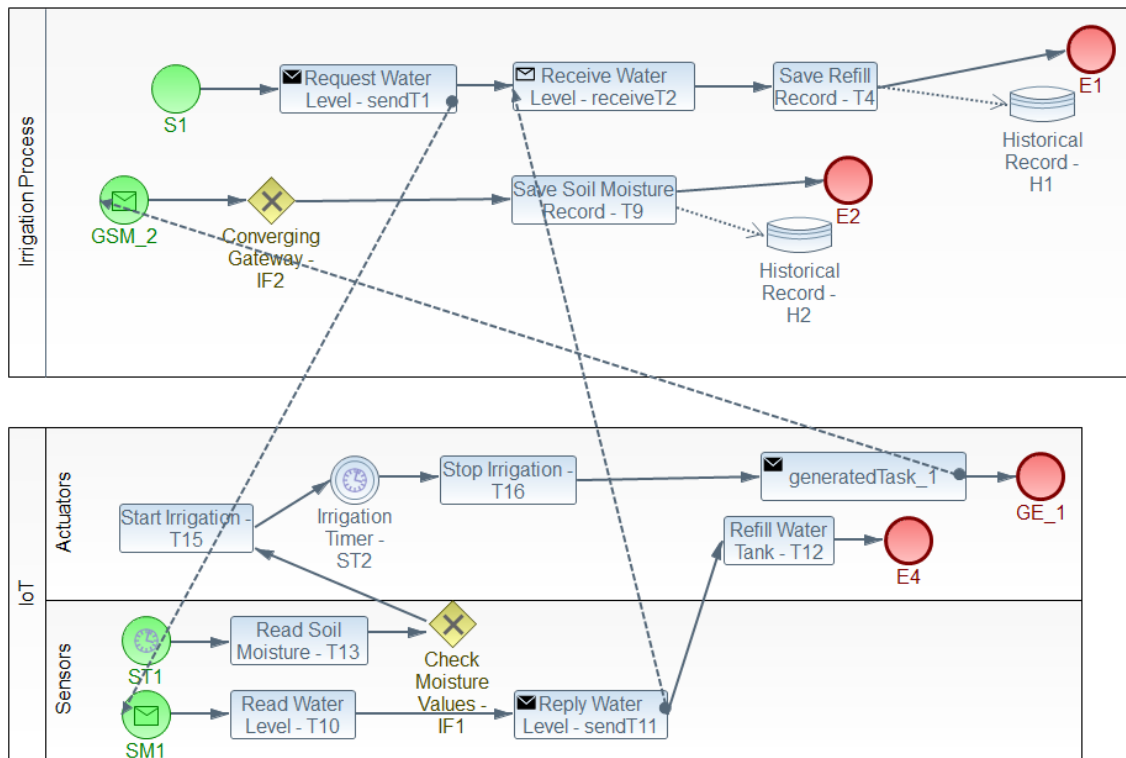 Irrigation Process
S1
Request Water
Level - sendT1
Receive Water
Level - receiveT2
Save Refill
Record - T4
E1
Historical
Record -
H1
GSM_2
Converging
Gateway -
IF2
Save Soil Moisture
Record - T9
E2
Historical
Record -
H2
IoT
Actuators
Start Irrigation -
T15
Irrigation
Timer -
ST2
Stop Irrigation -
T16
generatedTask_1
GE_1
Refill Water
Tank - T12
E4
Sensors
ST1
Read Soil
Moisture - T13
Check
Moisture
Values -
IF1
SM1
Read Water
Level - T10
Reply Water
Level - sendT11